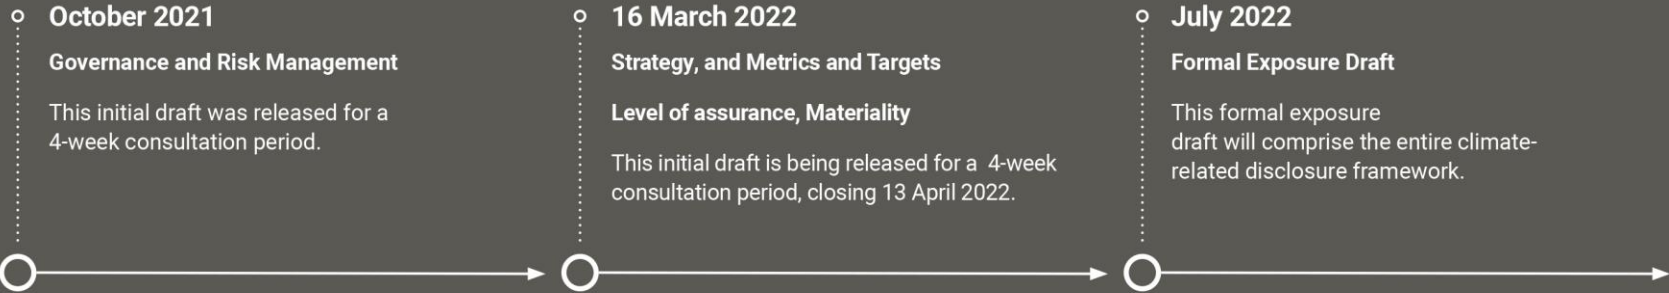 October 2021
Governance and Risk Management
This initial draft was released for a
4-week consultation period.
16 March 2022
Strategy, and Metrics and Targets
Level of assurance, Materiality
This initial draft is being released for a  4-week
consultation period, closing 13 April 2022.
July 2022
Formal Exposure Draft
This formal exposure
draft will comprise the entire climate-
related disclosure framework.